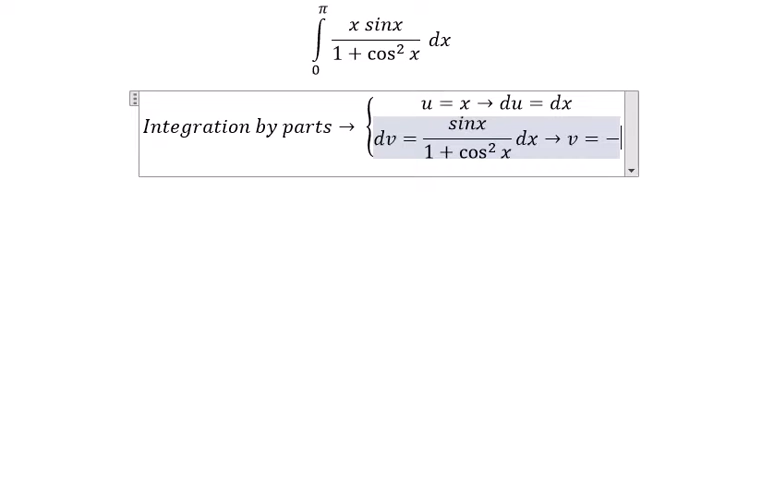 ∫₀^π (x sinx)/(1 + cos² x) dx
Integration by parts → { u = x → du = dx
dv = (sinx)/(1 + cos² x) dx → v = −